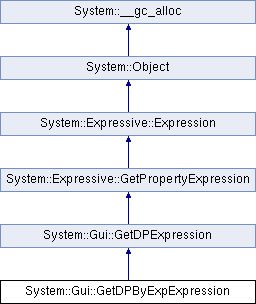 System::__gc_alloc
System::Object
System::Expressive::Expression
System::Expressive::GetPropertyExpression
System::Gui::GetDPExpression
System::Gui::GetDPByExpExpression